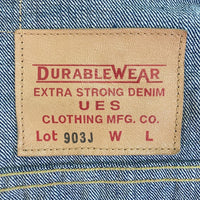 DURABLEWEAR
EXTRA STRONG DENIM
UES
CLOTHING MFG. CO.
Lot 903J W L